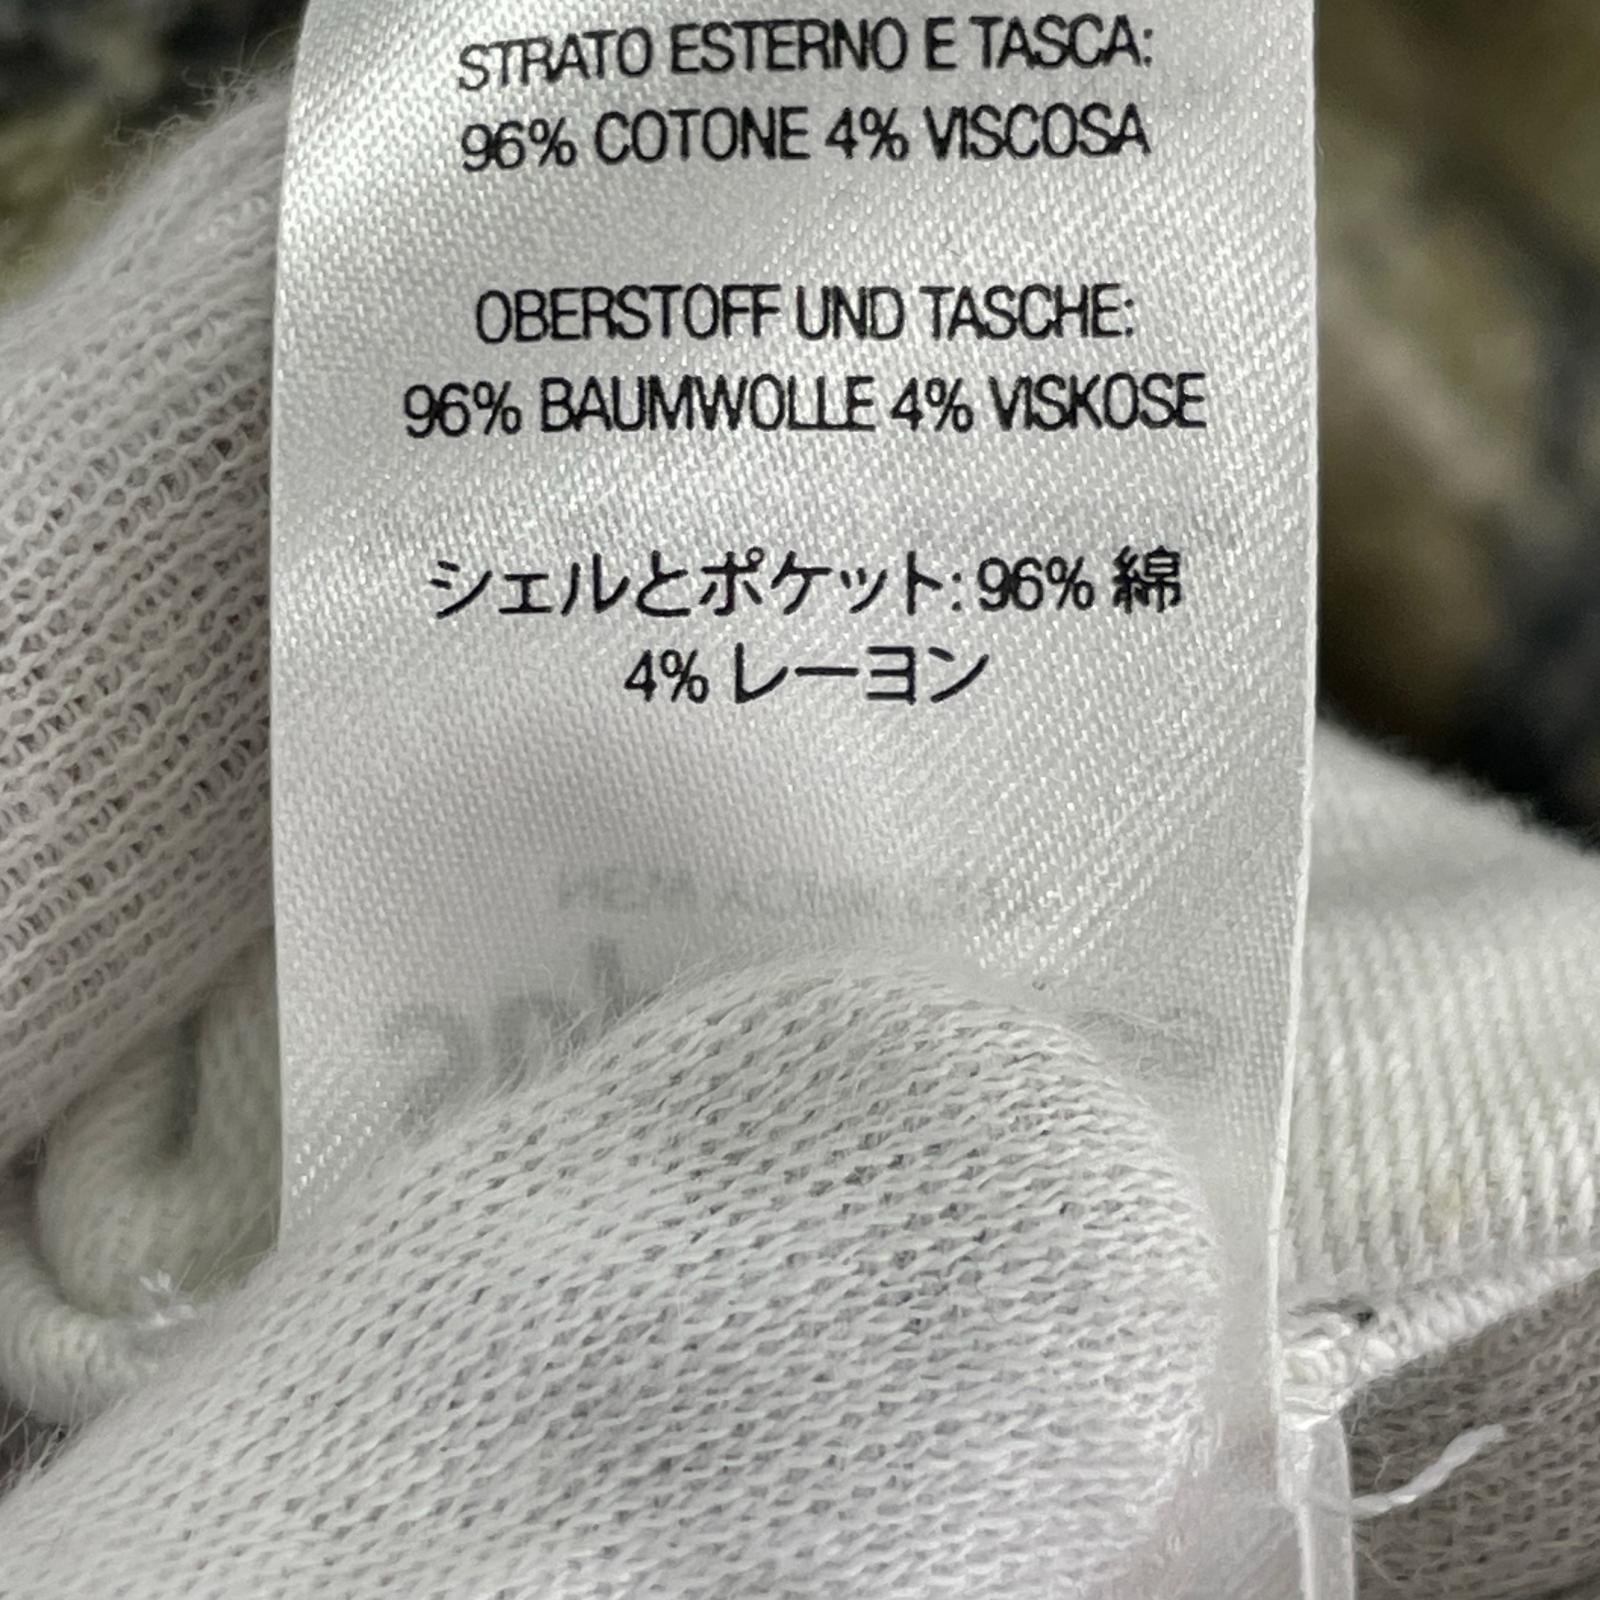 STRATO ESTERNO E TASCA:
96% COTONE 4% VISCOSA
OBERSTOFF UND TASCHE:
96% BAUMWOLLE 4% VISKOSE
シェルとポケット: 96% 綿
4% レーヨン